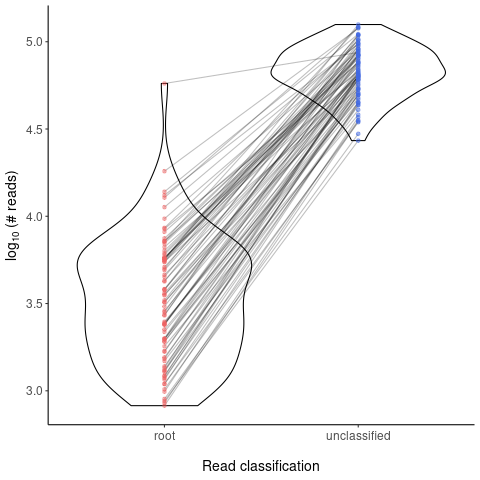 5.0
4.5
4.0
3.5
3.0
log₁₀ (# reads)
root unclassified
Read classification